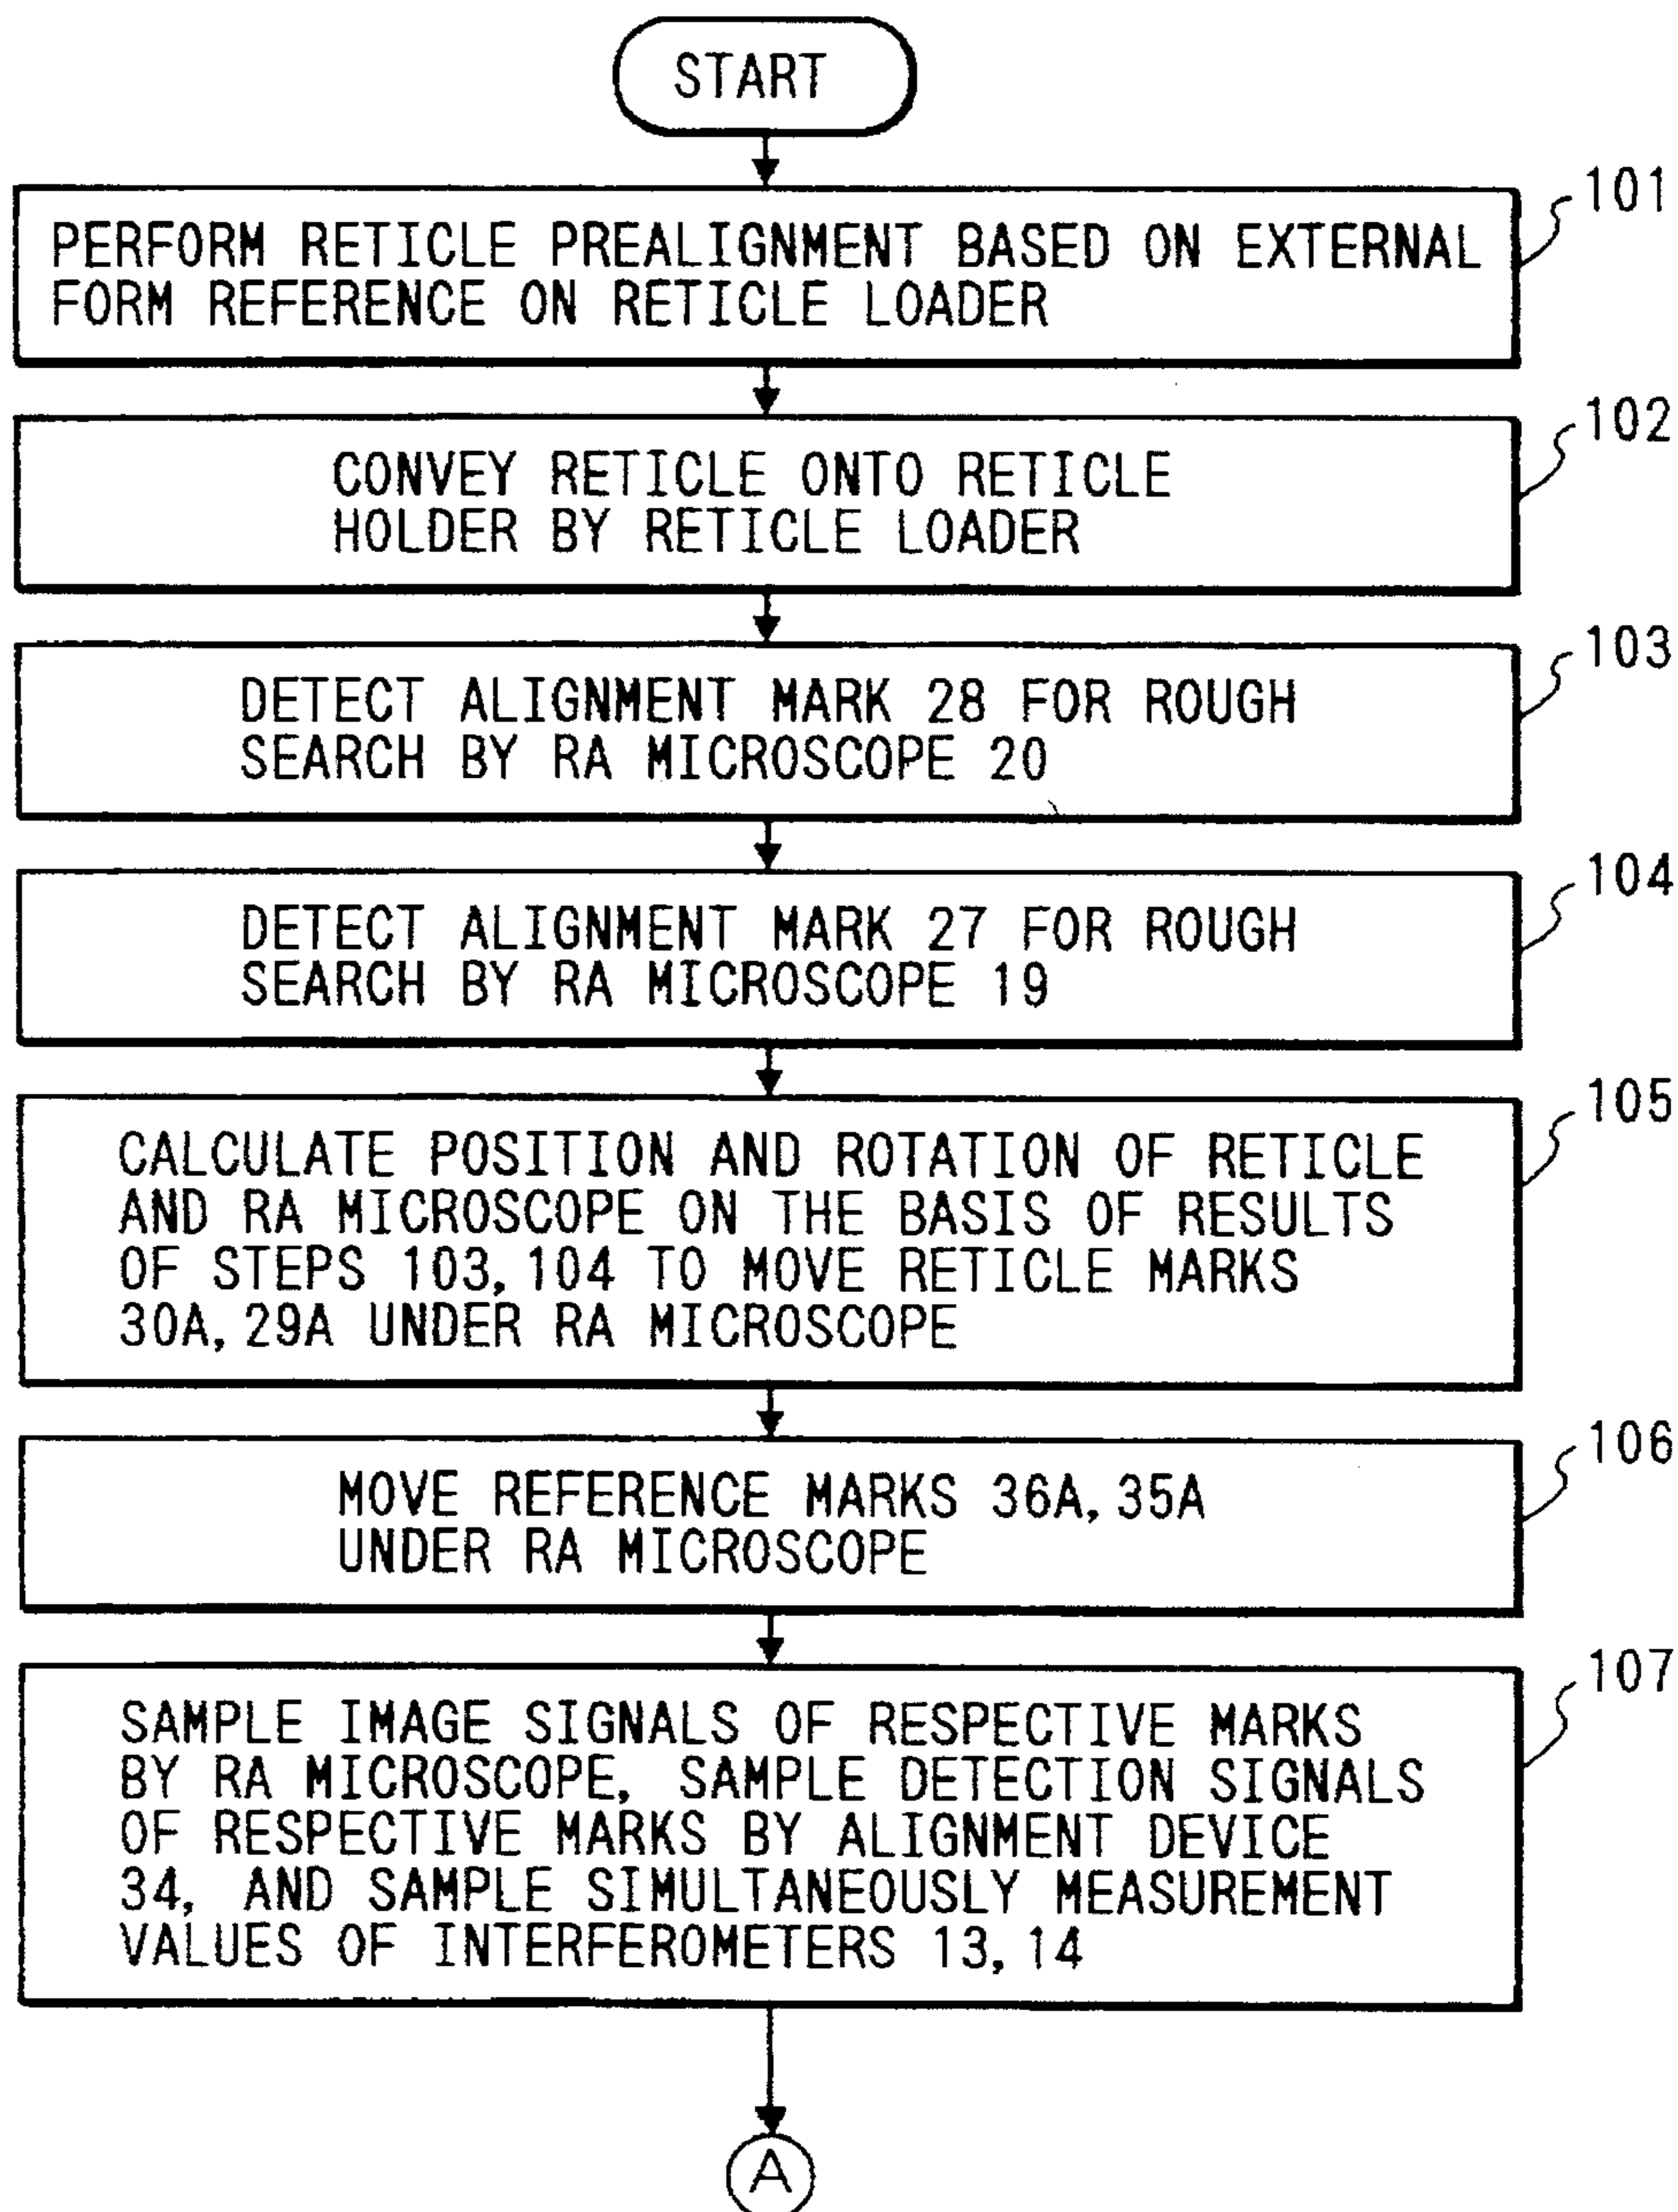 START
101
PERFORM RETICLE PREALIGNMENT BASED ON EXTERNAL
FORM REFERENCE ON RETICLE LOADER
102
CONVEY RETICLE ONTO RETICLE
HOLDER BY RETICLE LOADER
103
DETECT ALIGNMENT MARK 28 FOR ROUGH
SEARCH BY RA MICROSCOPE 20
104
DETECT ALIGNMENT MARK 27 FOR ROUGH
SEARCH BY RA MICROSCOPE 19
105
CALCULATE POSITION AND ROTATION OF RETICLE
AND RA MICROSCOPE ON THE BASIS OF RESULTS
OF STEPS 103, 104 TO MOVE RETICLE MARKS
30A, 29A UNDER RA MICROSCOPE
106
MOVE REFERENCE MARKS 36A, 35A
UNDER RA MICROSCOPE
107
SAMPLE IMAGE SIGNALS OF RESPECTIVE MARKS
BY RA MICROSCOPE, SAMPLE DETECTION SIGNALS
OF RESPECTIVE MARKS BY ALIGNMENT DEVICE
34, AND SAMPLE SIMULTANEOUSLY MEASUREMENT
VALUES OF INTERFEROMETERS 13, 14
A